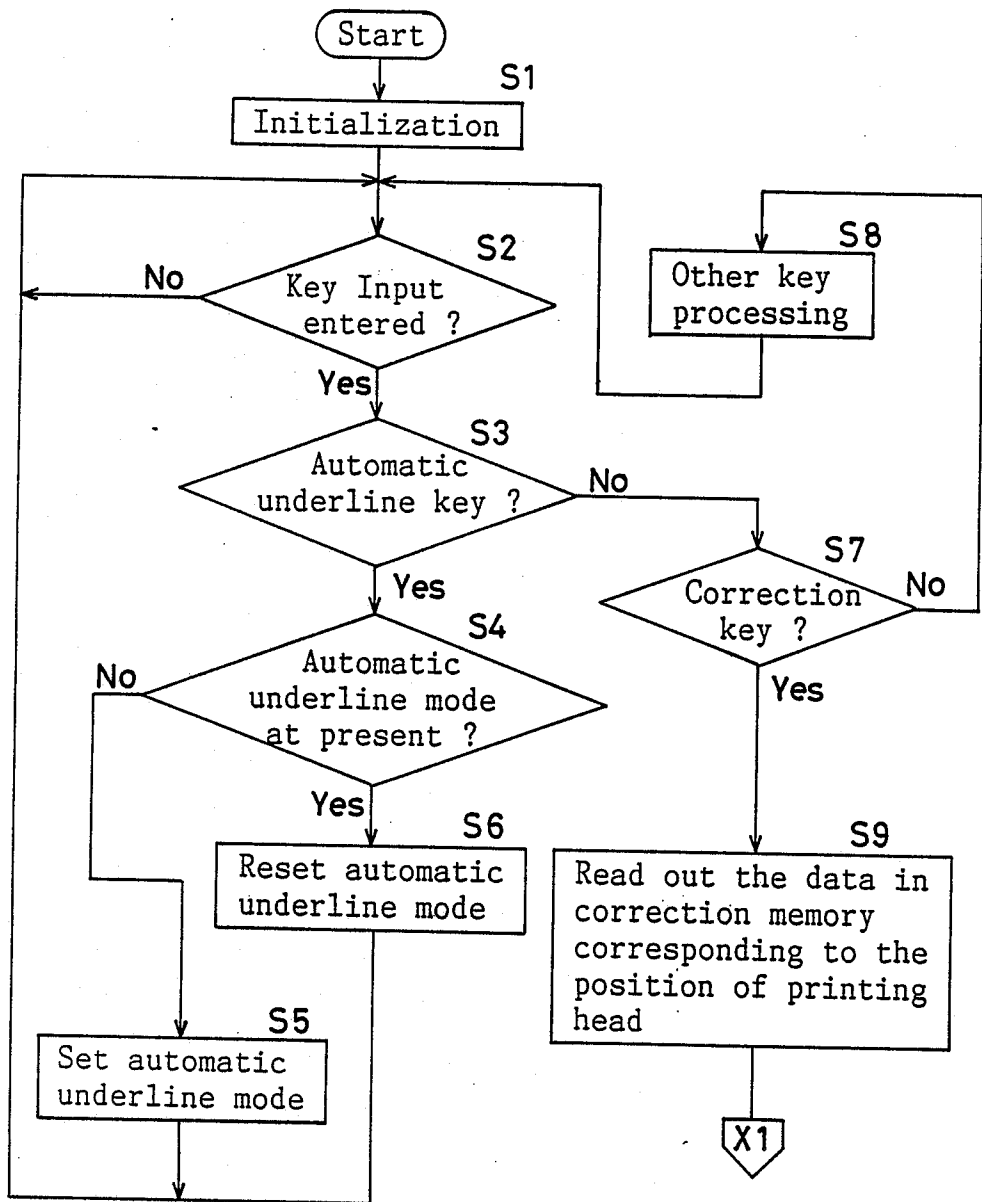 Start
S1
Initialization
S2
No
Key Input
entered ?
Yes
S8
Other key
processing
S3
Automatic
underline key ?
No
Yes
S7
Correction
key ?
No
Yes
S4
No
Automatic
underline mode
at present ?
Yes
S6
Reset automatic
underline mode
S5
Set automatic
underline mode
S9
Read out the data in
correction memory
corresponding to the
position of printing
head
X1